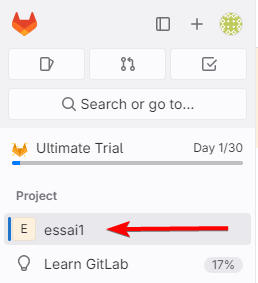 Search or go to...
Ultimate Trial Day 1/30
Project
E essai1
Learn GitLab 17%